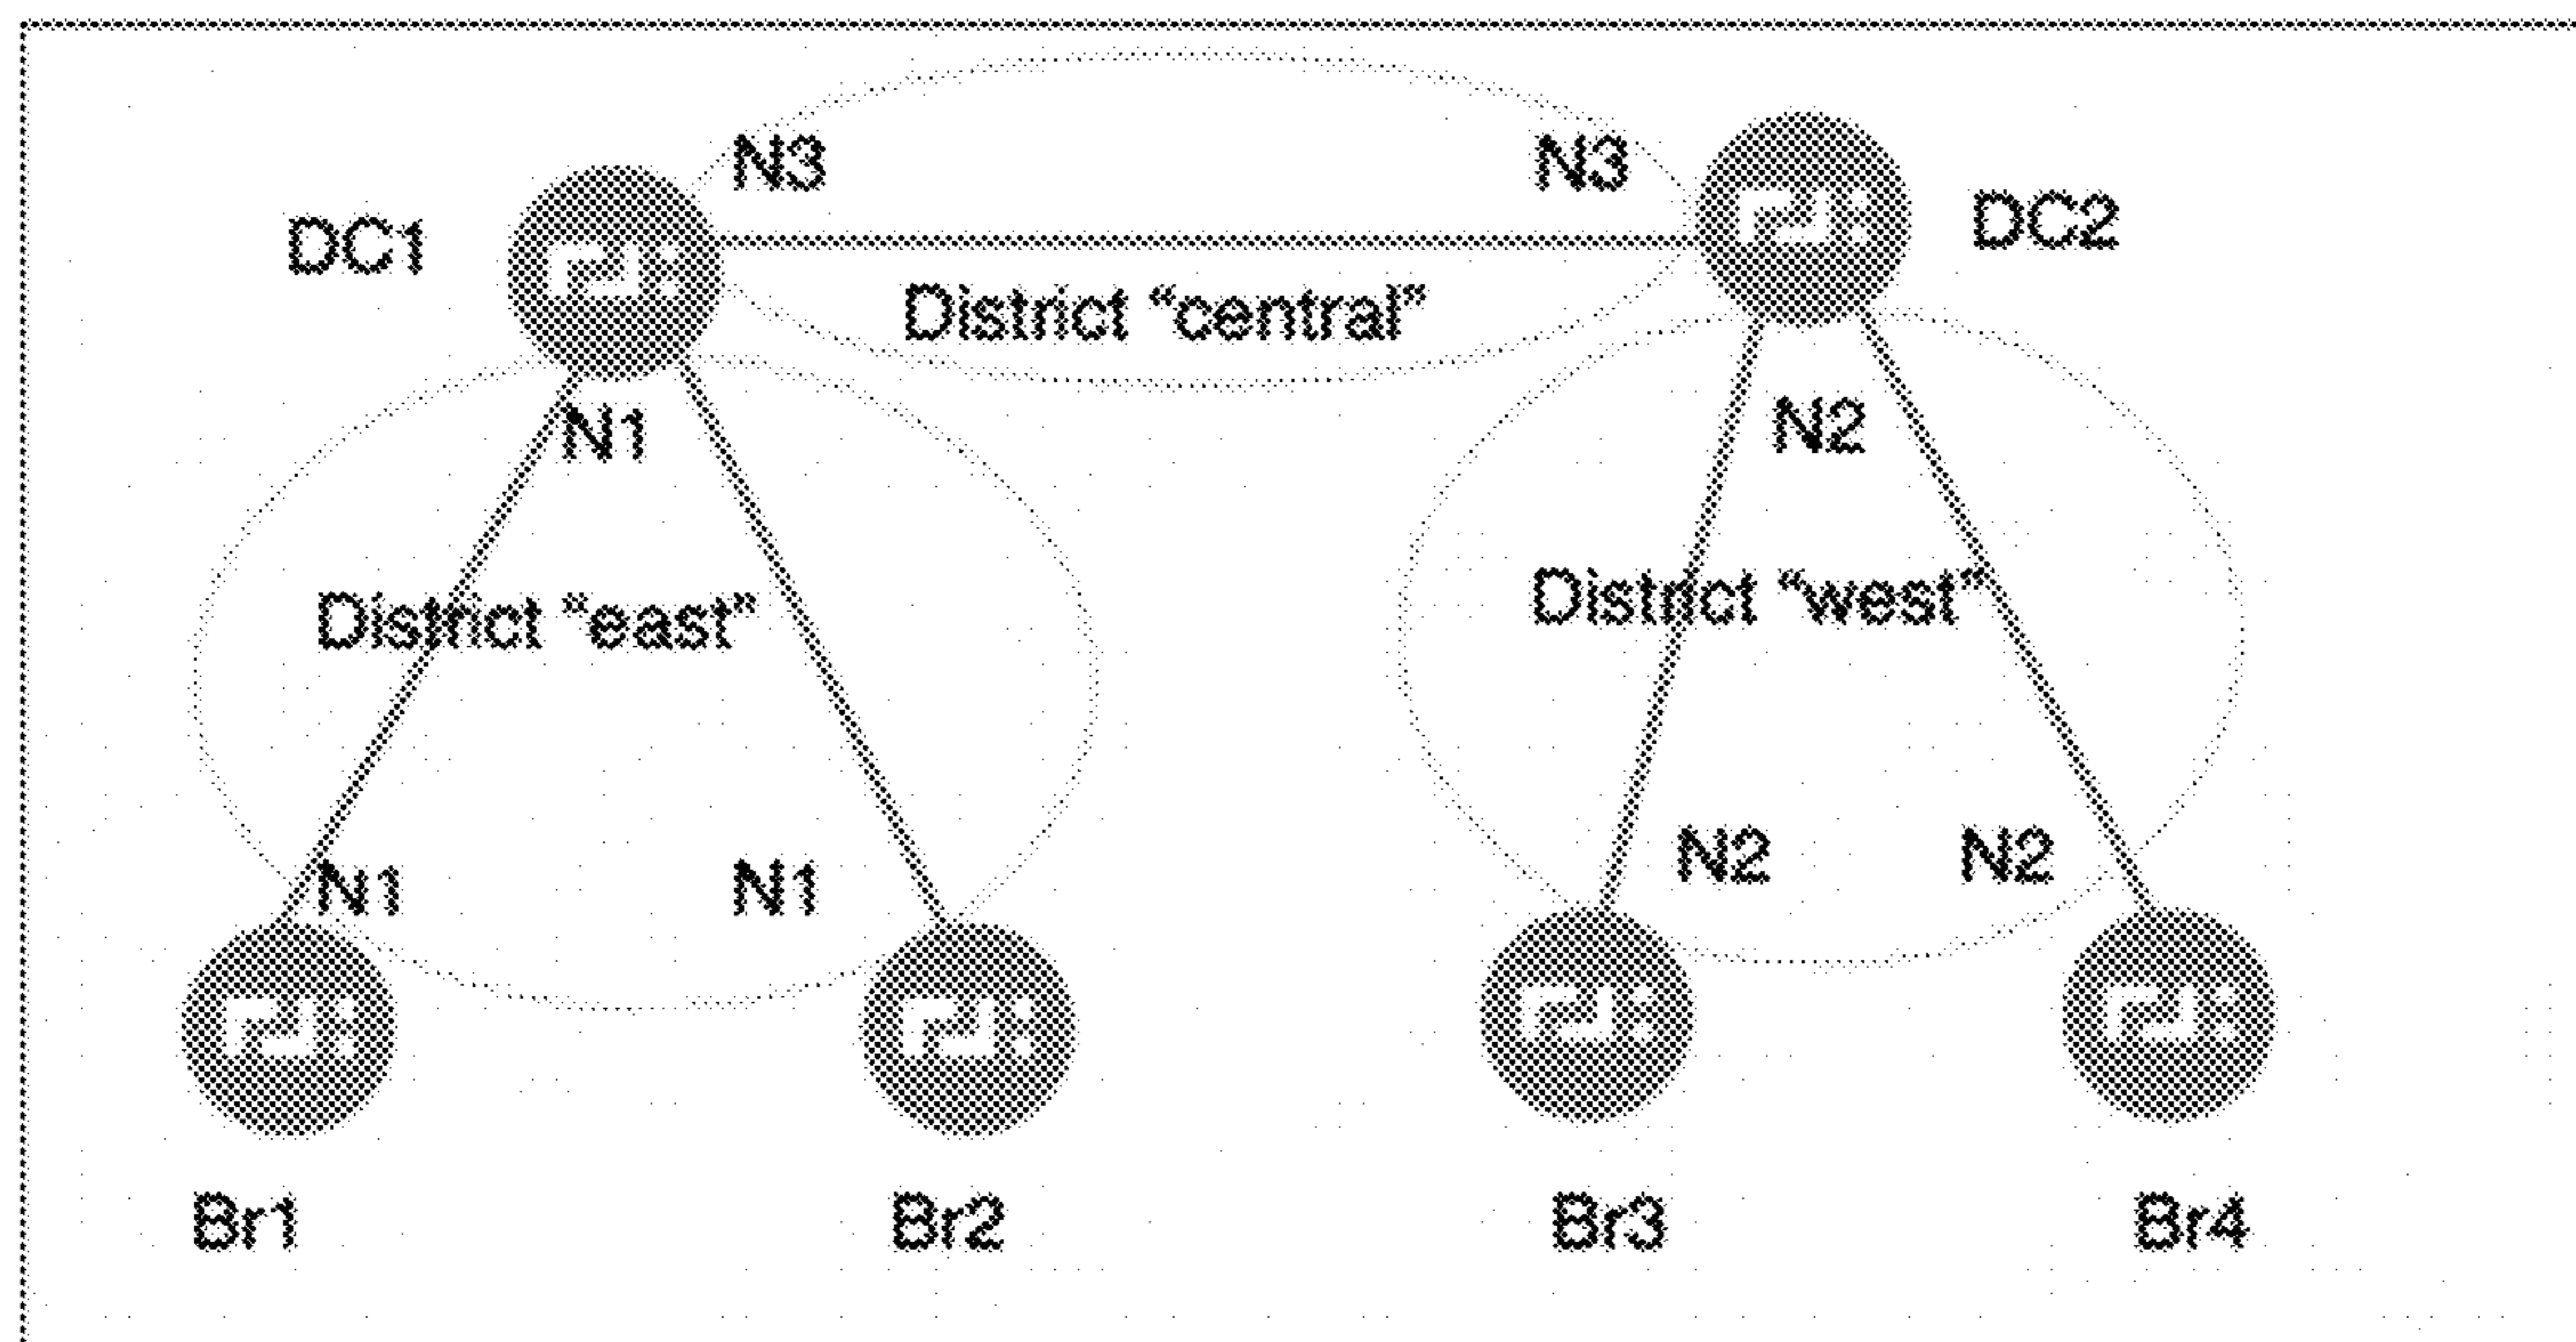 N3 N3
DC1 DC2
District “central”
N1 N2
District “east” District “west”
N1 N1 N2 N2
Br1 Br2 Br3 Br4